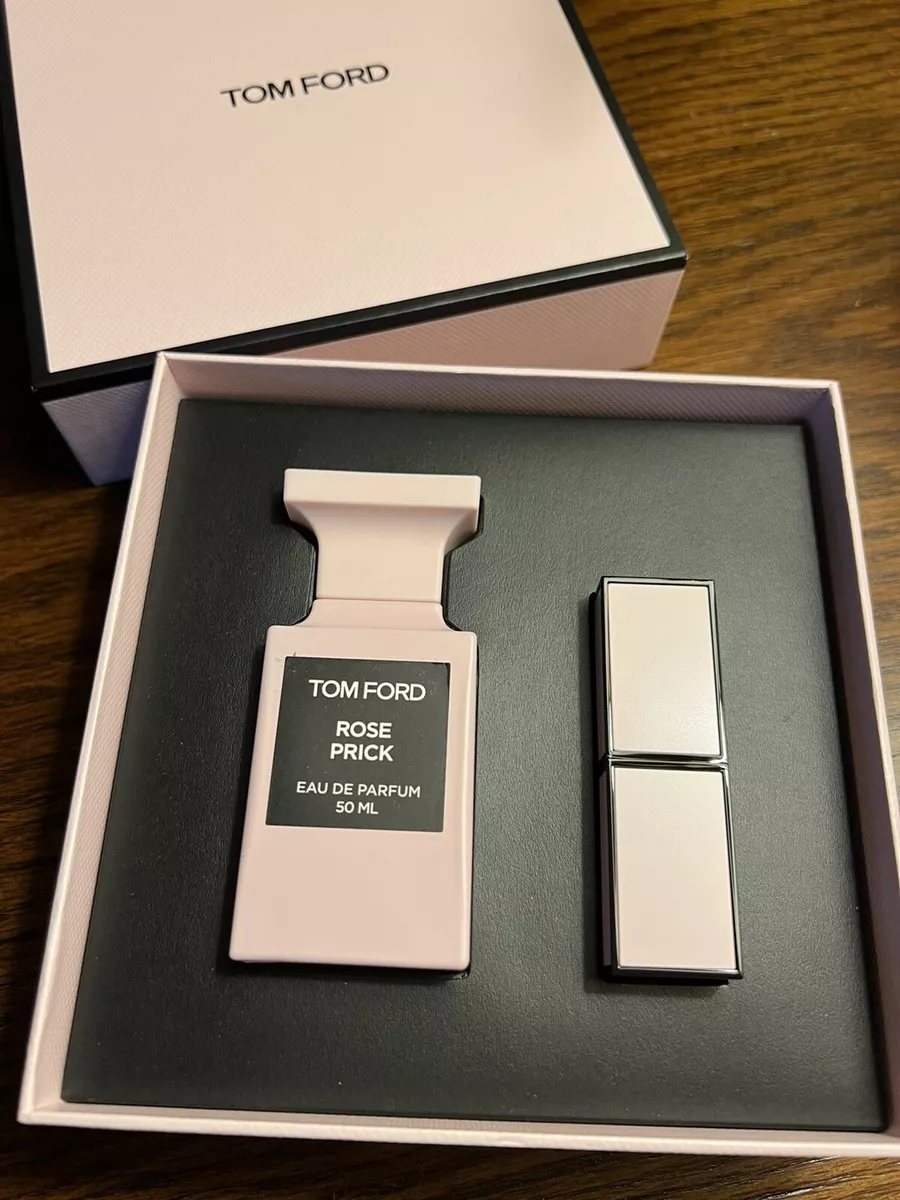 TOM FORD
TOM FORD
ROSE
PRICK
EAU DE PARFUM
50 ML